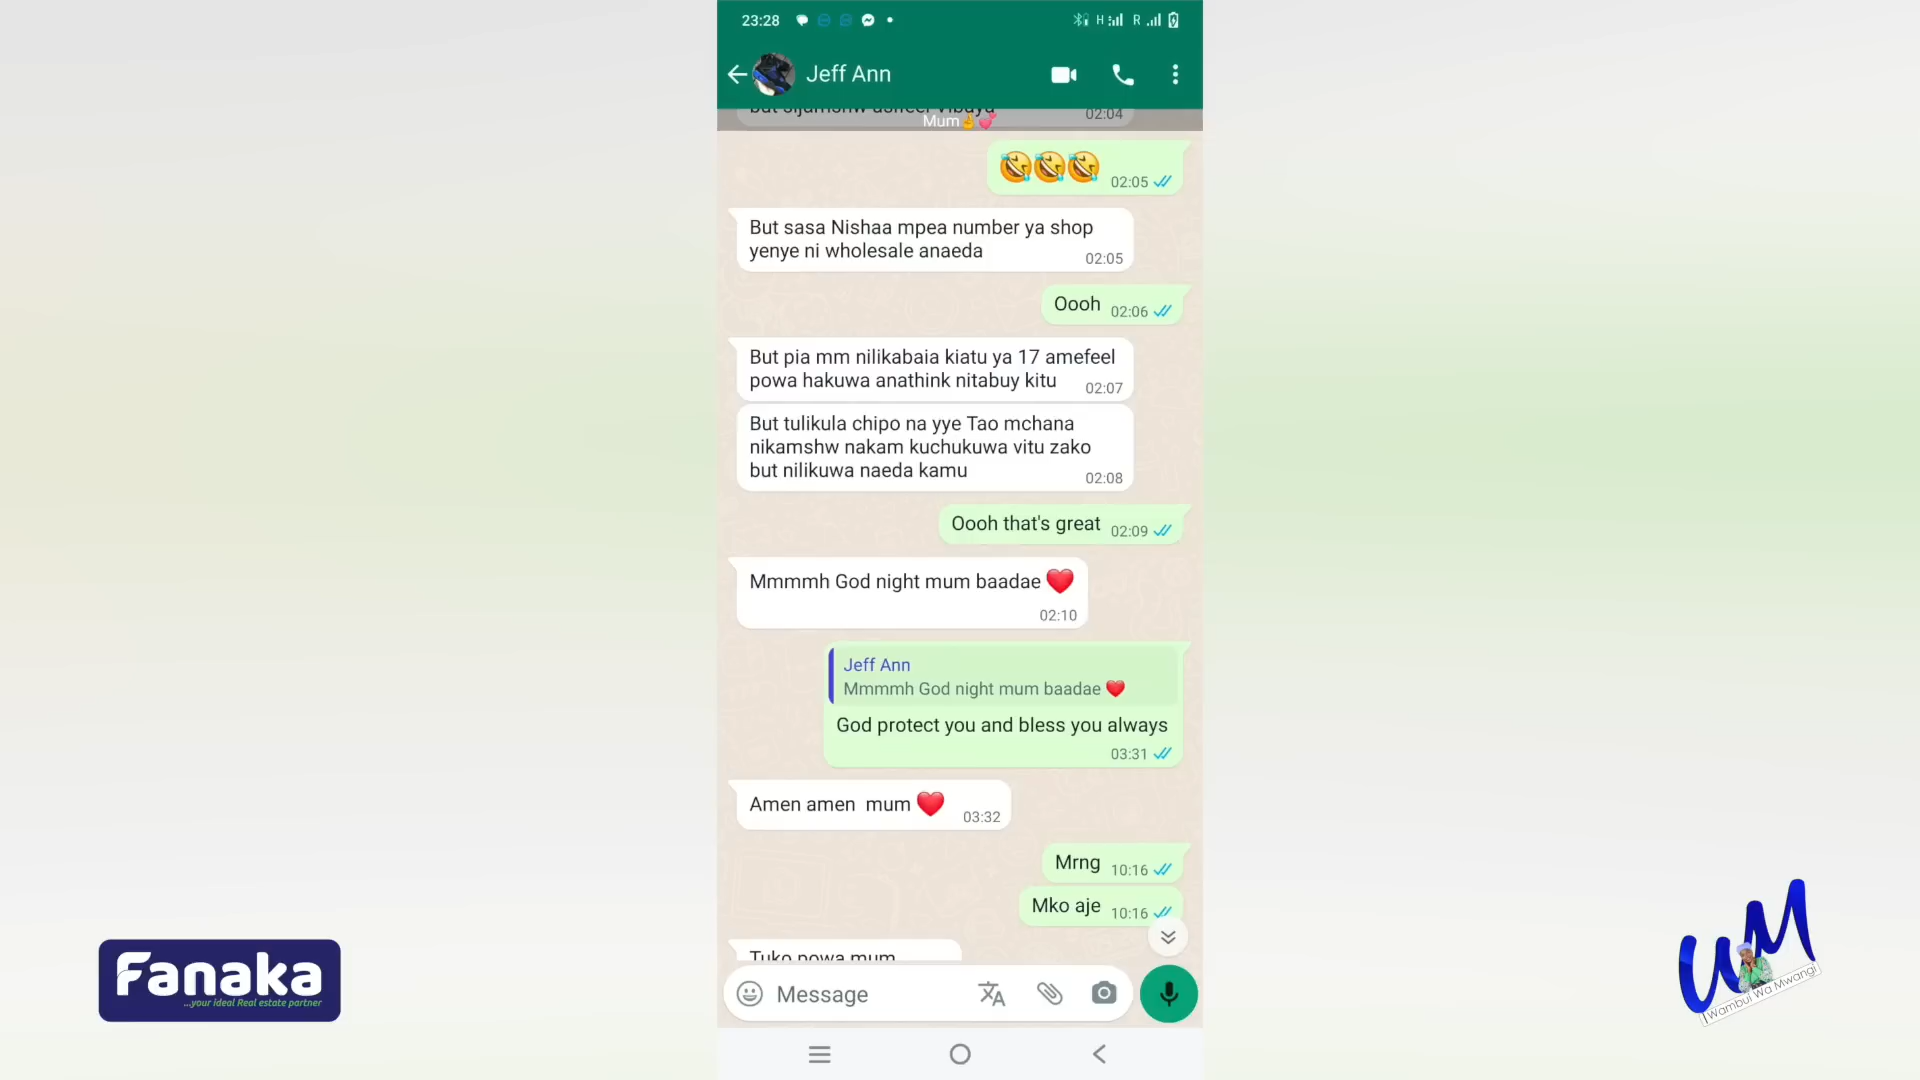 23:28
H
R
Jeff Ann
02:04
Mum🤞💕
🤣🤣🤣 02:05
But sasa Nishaa mpea number ya shop
yenye ni wholesale anaeda
02:05
Oooh 02:06
But pia mm nilikabaia kiatu ya 17 amefeel
powa hakuwa anathink nitabuy kitu
02:07
But tulikula chipo na yye Tao mchana
nikamshw nakam kuchukuwa vitu zako
but nilikuwa naeda kamu
02:08
Oooh that's great 02:09
Mmmmh God night mum baadae ❤️
02:10
Jeff Ann
Mmmmh God night mum baadae ❤️
God protect you and bless you always
03:31
Amen amen  mum ❤️ 03:32
Mrng 10:16
Mko aje 10:16
Tuko powa mum
Message
Fanaka
...your ideal Real estate partner
WM
Wambui Wa Mwangi